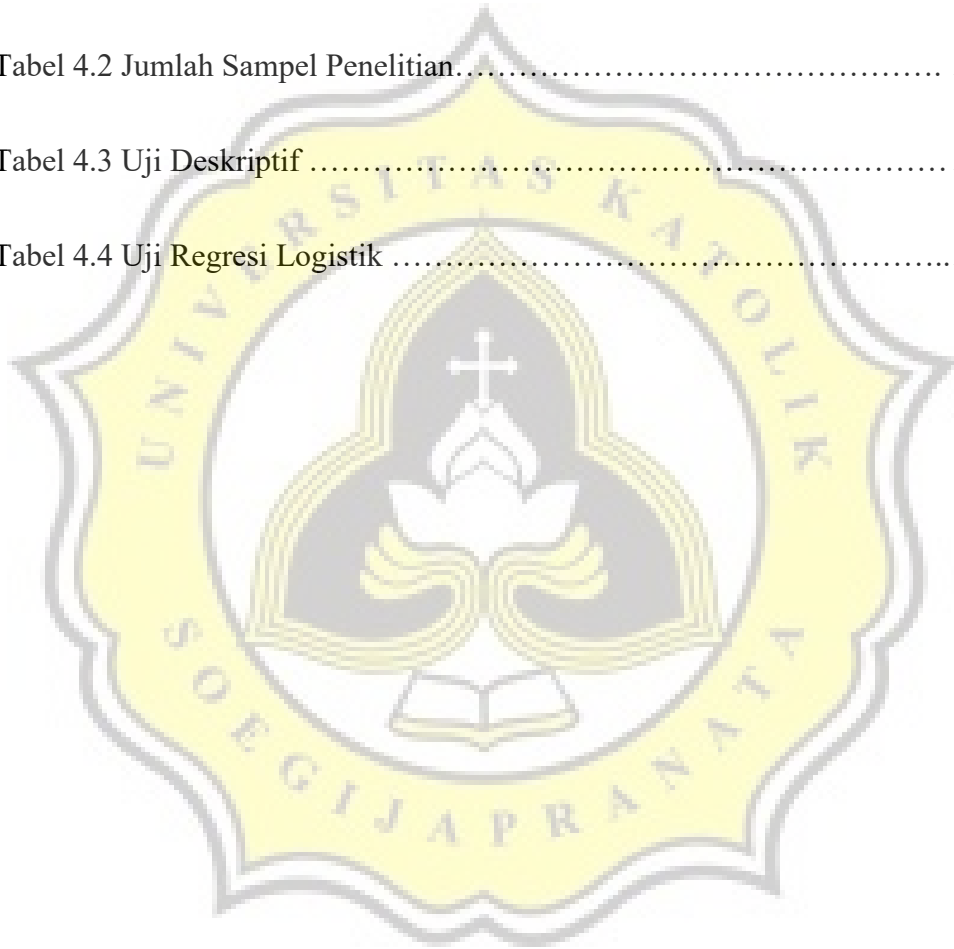 Tabel 4.2 Jumlah Sampel Penelitian……………………………………………….
Tabel 4.3 Uji Deskriptif ………………………………………………………………
Tabel 4.4 Uji Regresi Logistik ……………………………………………………..
UNIVERSITAS KATOLIK
SOEGIJAPRANATA